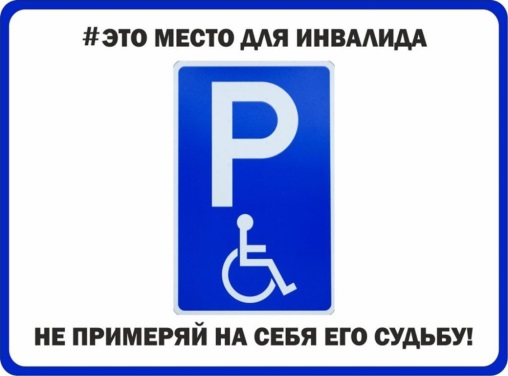 #ЭТО МЕСТО ДЛЯ ИНВАЛИДА
P
НЕ ПРИМЕРЯЙ НА СЕБЯ ЕГО СУДЬБУ!